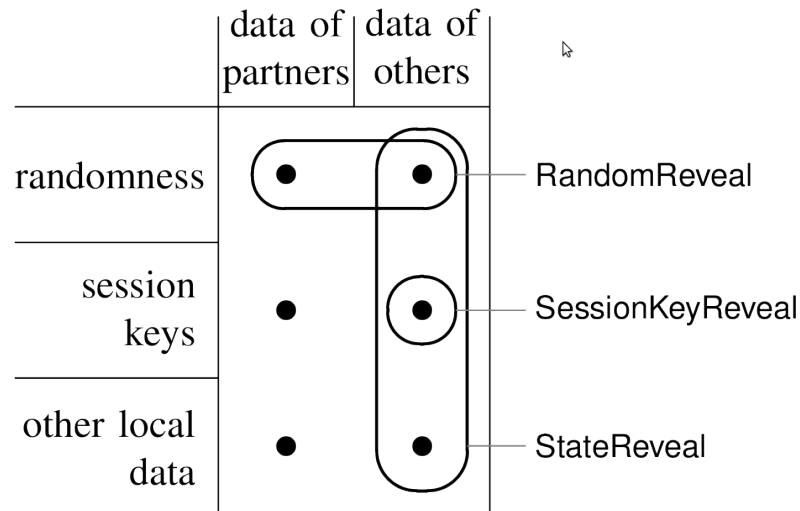 data of
partners
data of
others
randomness
RandomReveal
session
keys
SessionKeyReveal
other local
data
StateReveal